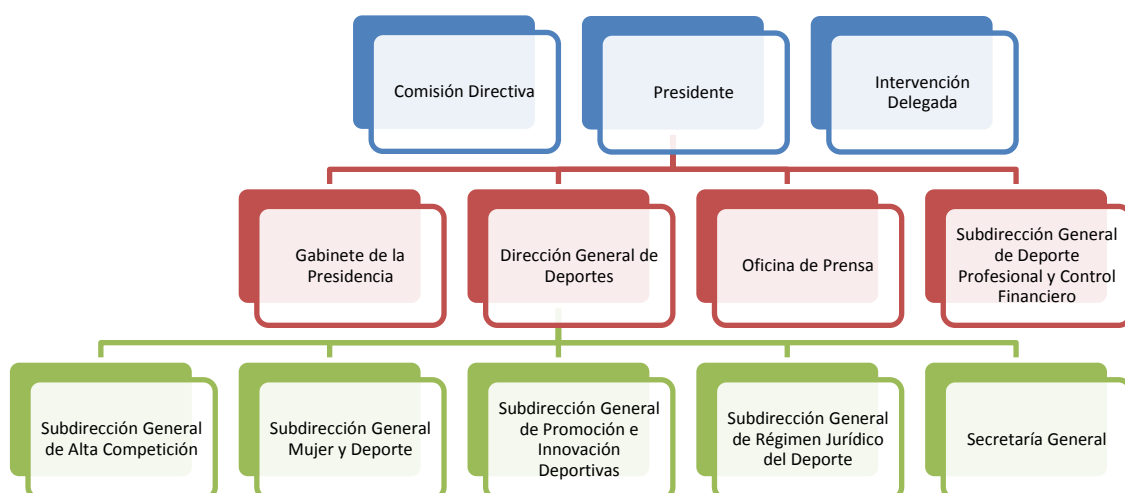 Comisión Directiva
Presidente
Intervención
Delegada
Gabinete de la
Presidencia
Dirección General de
Deportes
Oficina de Prensa
Subdirección General
de Deporte
Profesional y Control
Financiero
Subdirección General
de Alta Competición
Subdirección General
Mujer y Deporte
Subdirección General
de Promoción e
Innovación
Deportivas
Subdirección General
de Régimen Jurídico
del Deporte
Secretaría General